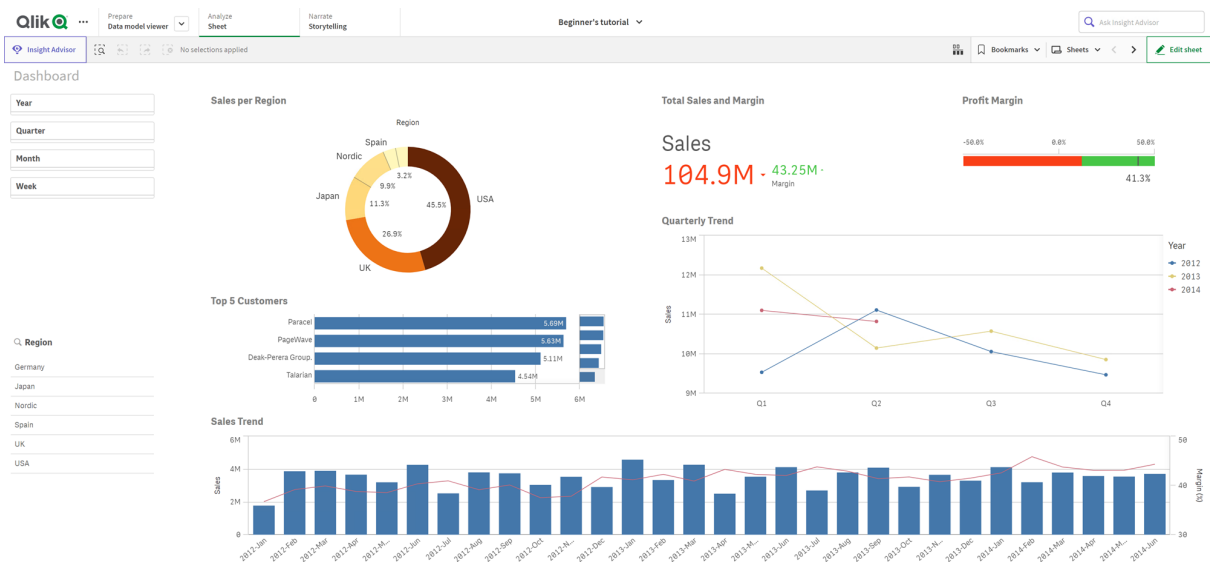 Qlik
Prepare
Data model viewer
Analyze
Sheet
Narrate
Storytelling
Beginner's tutorial
Ask Insight Advisor
Insight Advisor
No selections applied
Bookmarks
Sheets
Edit sheet
Dashboard
Year
Quarter
Month
Week
Region
Germany
Japan
Nordic
Spain
UK
USA
Sales per Region
Region
Spain
Nordic
Japan
UK
USA
3.2%
9.9%
11.3%
26.9%
45.5%
Total Sales and Margin
Sales
104.9M
43.25M
Margin
Profit Margin
-50.0% 0.0% 50.0%
41.3%
Top 5 Customers
Paracel 5.69M
PageWave 5.63M
Deak-Perera Group. 5.11M
Talarian 4.54M
0 1M 2M 3M 4M 5M 6M
Quarterly Trend
Sales
13M
12M
11M
10M
9M
Q1 Q2 Q3 Q4
Year
2012
2013
2014
Sales Trend
Sales
6M
4M
2M
0
50
40
30
Margin (%)
2012-Jan 2012-Feb 2012-Mar 2012-Apr 2012-M... 2012-Jun 2012-Jul 2012-Aug 2012-Sep 2012-Oct 2012-N... 2012-Dec 2013-Jan 2013-Feb 2013-Mar 2013-Apr 2013-M... 2013-Jun 2013-Jul 2013-Aug 2013-Sep 2013-Oct 2013-N... 2013-Dec 2014-Jan 2014-Feb 2014-Mar 2014-Apr 2014-M... 2014-Jun